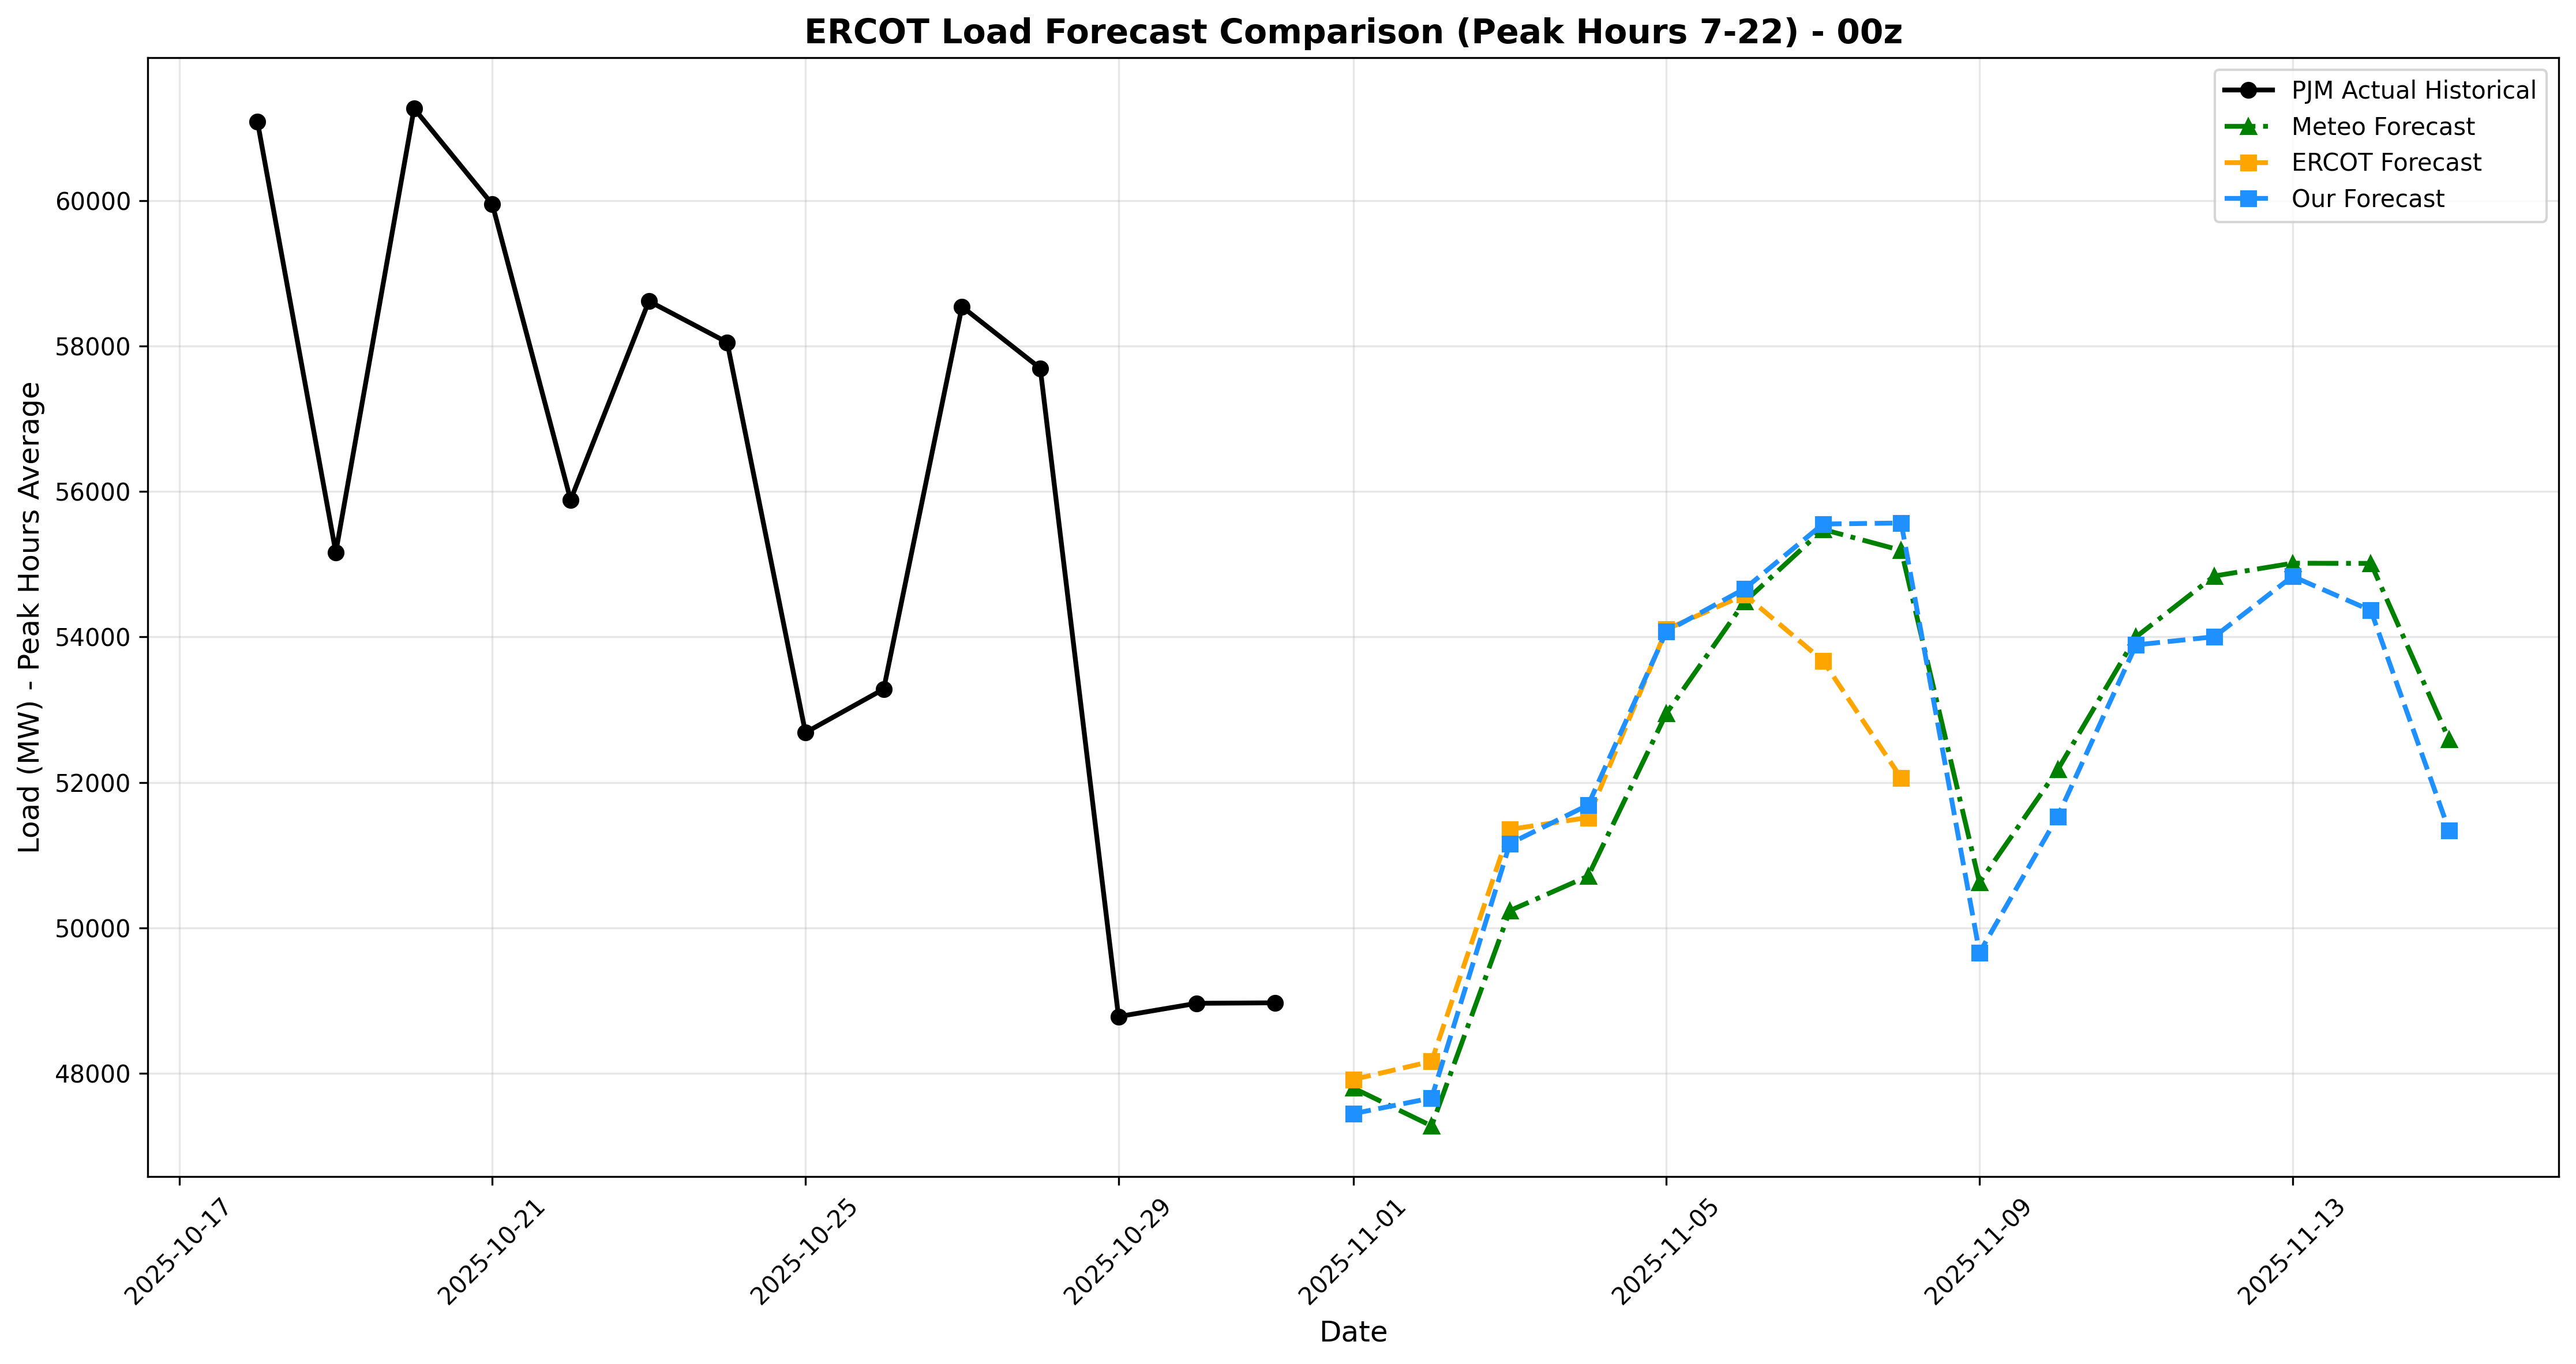 ERCOT Load Forecast Comparison (Peak Hours 7-22) - 00z
PJM Actual Historical
Meteo Forecast
ERCOT Forecast
Our Forecast
Load (MW) - Peak Hours Average
60000
58000
56000
54000
52000
50000
48000
2025-10-17
2025-10-21
2025-10-25
2025-10-29
2025-11-01
2025-11-05
2025-11-09
2025-11-13
Date